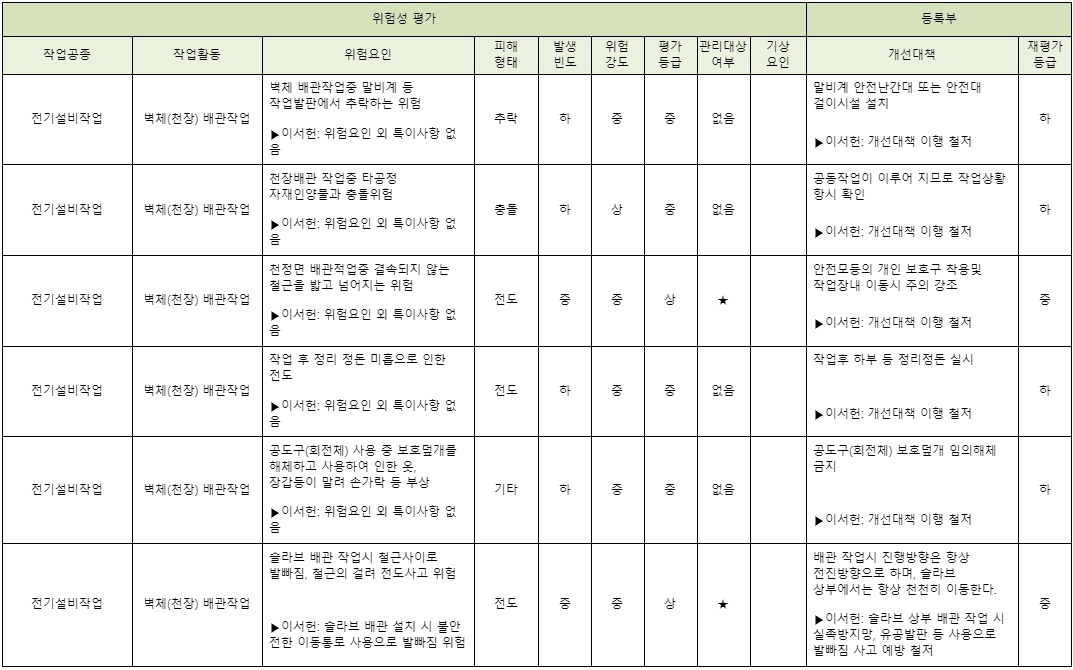 위험성 평가
등록부
작업공종
작업활동
위험요인
피해
형태
발생
빈도
위험
강도
평가
등급
관리대상
여부
기상
요인
개선대책
재평가
등급
전기설비작업
벽체(천장) 배관작업
벽체 배관작업중 말비계 등
작업발판에서 추락하는 위험
▶이서헌: 위험요인 외 특이사항 없
음
추락
하
중
중
없음
말비계 안전난간대 또는 안전대
걸이시설 설치
▶이서헌: 개선대책 이행 철저
하
전기설비작업
벽체(천장) 배관작업
천장배관 작업중 타공정
자재인양물과 충돌위험
▶이서헌: 위험요인 외 특이사항 없
음
충돌
하
상
중
없음
공동작업이 이루어 지므로 작업상황
항시 확인
▶이서헌: 개선대책 이행 철저
하
전기설비작업
벽체(천장) 배관작업
천정면 배관적업중 결속되지 않는
철근을 밟고 넘어지는 위험
▶이서헌: 위험요인 외 특이사항 없
음
전도
중
중
상
★
안전모등의 개인 보호구 착용및
작업장내 이동시 주의 강조
▶이서헌: 개선대책 이행 철저
중
전기설비작업
벽체(천장) 배관작업
작업 후 정리 정돈 미흡으로 인한
전도
▶이서헌: 위험요인 외 특이사항 없
음
전도
하
중
중
없음
작업후 하부 등 정리정돈 실시
▶이서헌: 개선대책 이행 철저
하
전기설비작업
벽체(천장) 배관작업
공도구(회전체) 사용 중 보호덮개를
해체하고 사용하여 인한 옷,
장갑등이 말려 손가락 등 부상
▶이서헌: 위험요인 외 특이사항 없
음
기타
하
중
중
없음
공도구(회전체) 보호덮개 임의해체
금지
▶이서헌: 개선대책 이행 철저
하
전기설비작업
벽체(천장) 배관작업
슬라브 배관 작업시 철근사이로
발빠짐, 철근의 걸려 전도사고 위험
▶이서헌: 슬라브 배관 설치 시 불안
전한 이동통로 사용으로 발빠짐 위험
전도
중
중
상
★
배관 작업시 진행방향은 항상
전진방향으로 하며, 슬라브
상부에서는 항상 천천히 이동한다.
▶이서헌: 슬라브 상부 배관 작업 시
실족방지망, 유공발판 등 사용으로
발빠짐 사고 예방 철저
중